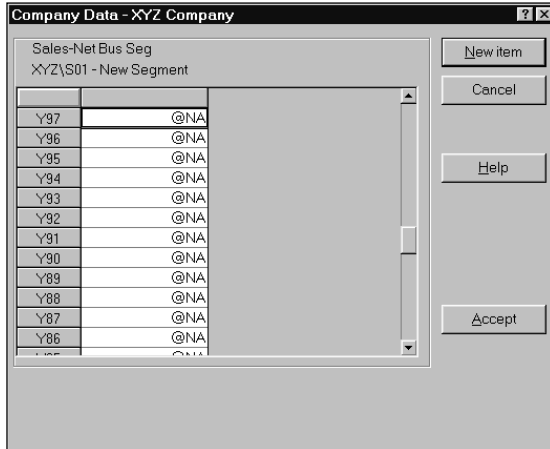 Company Data - XYZ Company
Sales-Net Bus Seg
XYZ\S01 - New Segment
New item
Cancel
Help
Accept
Y97 @NA
Y96 @NA
Y95 @NA
Y94 @NA
Y93 @NA
Y92 @NA
Y91 @NA
Y90 @NA
Y89 @NA
Y88 @NA
Y87 @NA
Y86 @NA